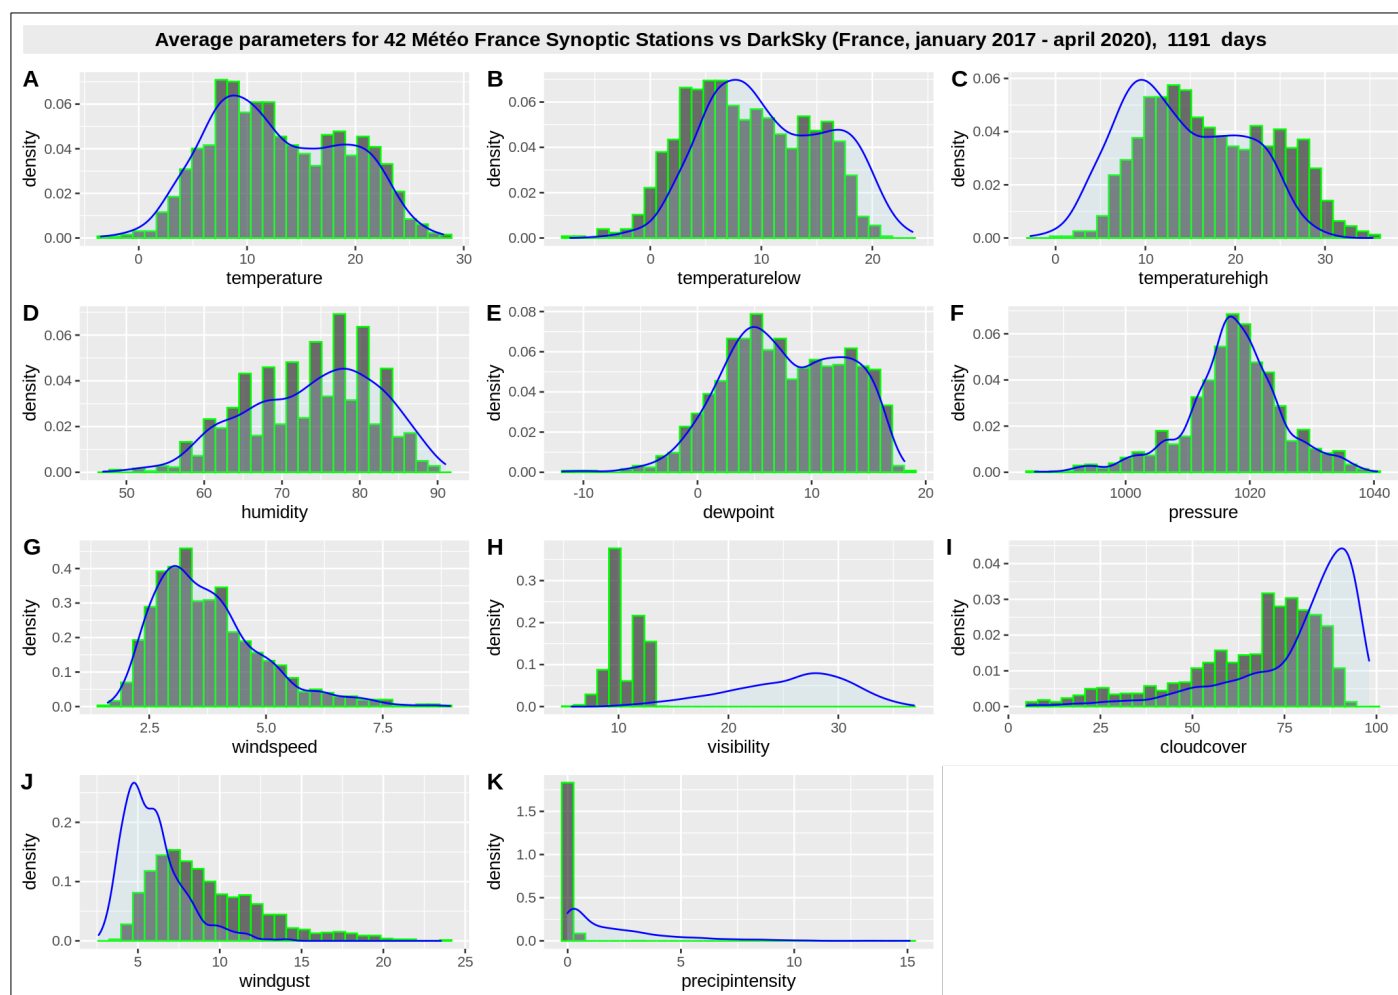 Average parameters for 42 Météo France Synoptic Stations vs DarkSky (France, january 2017 - april 2020), 1191 days
A
density
0.06
0.04
0.02
0.00
0 10 20 30
temperature
B
density
0.06
0.04
0.02
0.00
0 10 20
temperaturelow
C
density
0.06
0.04
0.02
0.00
0 10 20 30
temperaturehigh
D
density
0.06
0.04
0.02
0.00
50 60 70 80 90
humidity
E
density
0.08
0.06
0.04
0.02
0.00
-10 0 10 20
dewpoint
F
density
0.06
0.04
0.02
0.00
1000 1020 1040
pressure
G
density
0.4
0.3
0.2
0.1
0.0
2.5 5.0 7.5
windspeed
H
density
0.3
0.2
0.1
0.0
10 20 30
visibility
I
density
0.04
0.03
0.02
0.01
0.00
0 25 50 75 100
cloudcover
J
density
0.2
0.1
0.0
5 10 15 20 25
windgust
K
density
1.5
1.0
0.5
0.0
0 5 10 15
precipintensity